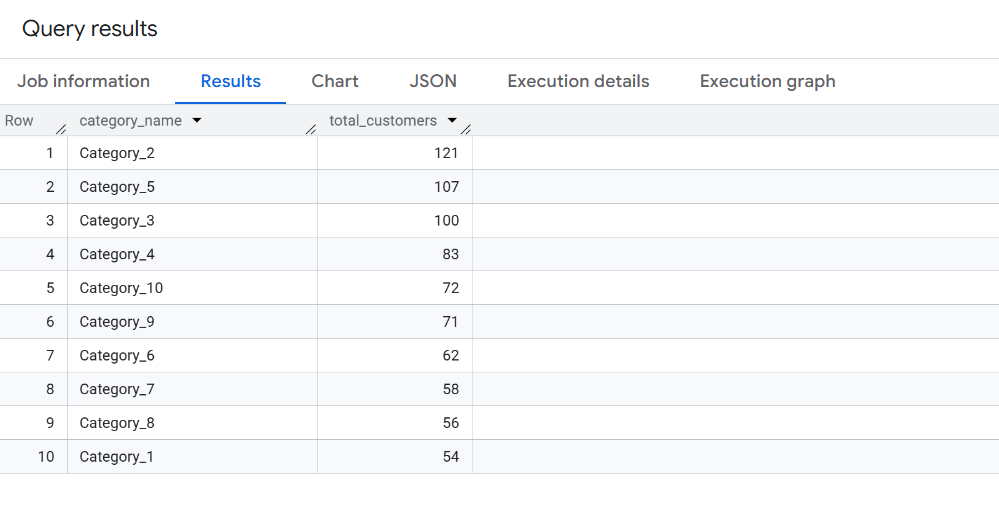 Query results
Job information Results Chart JSON Execution details Execution graph
Row category_name total_customers
1 Category_2 121
2 Category_5 107
3 Category_3 100
4 Category_4 83
5 Category_10 72
6 Category_9 71
7 Category_6 62
8 Category_7 58
9 Category_8 56
10 Category_1 54